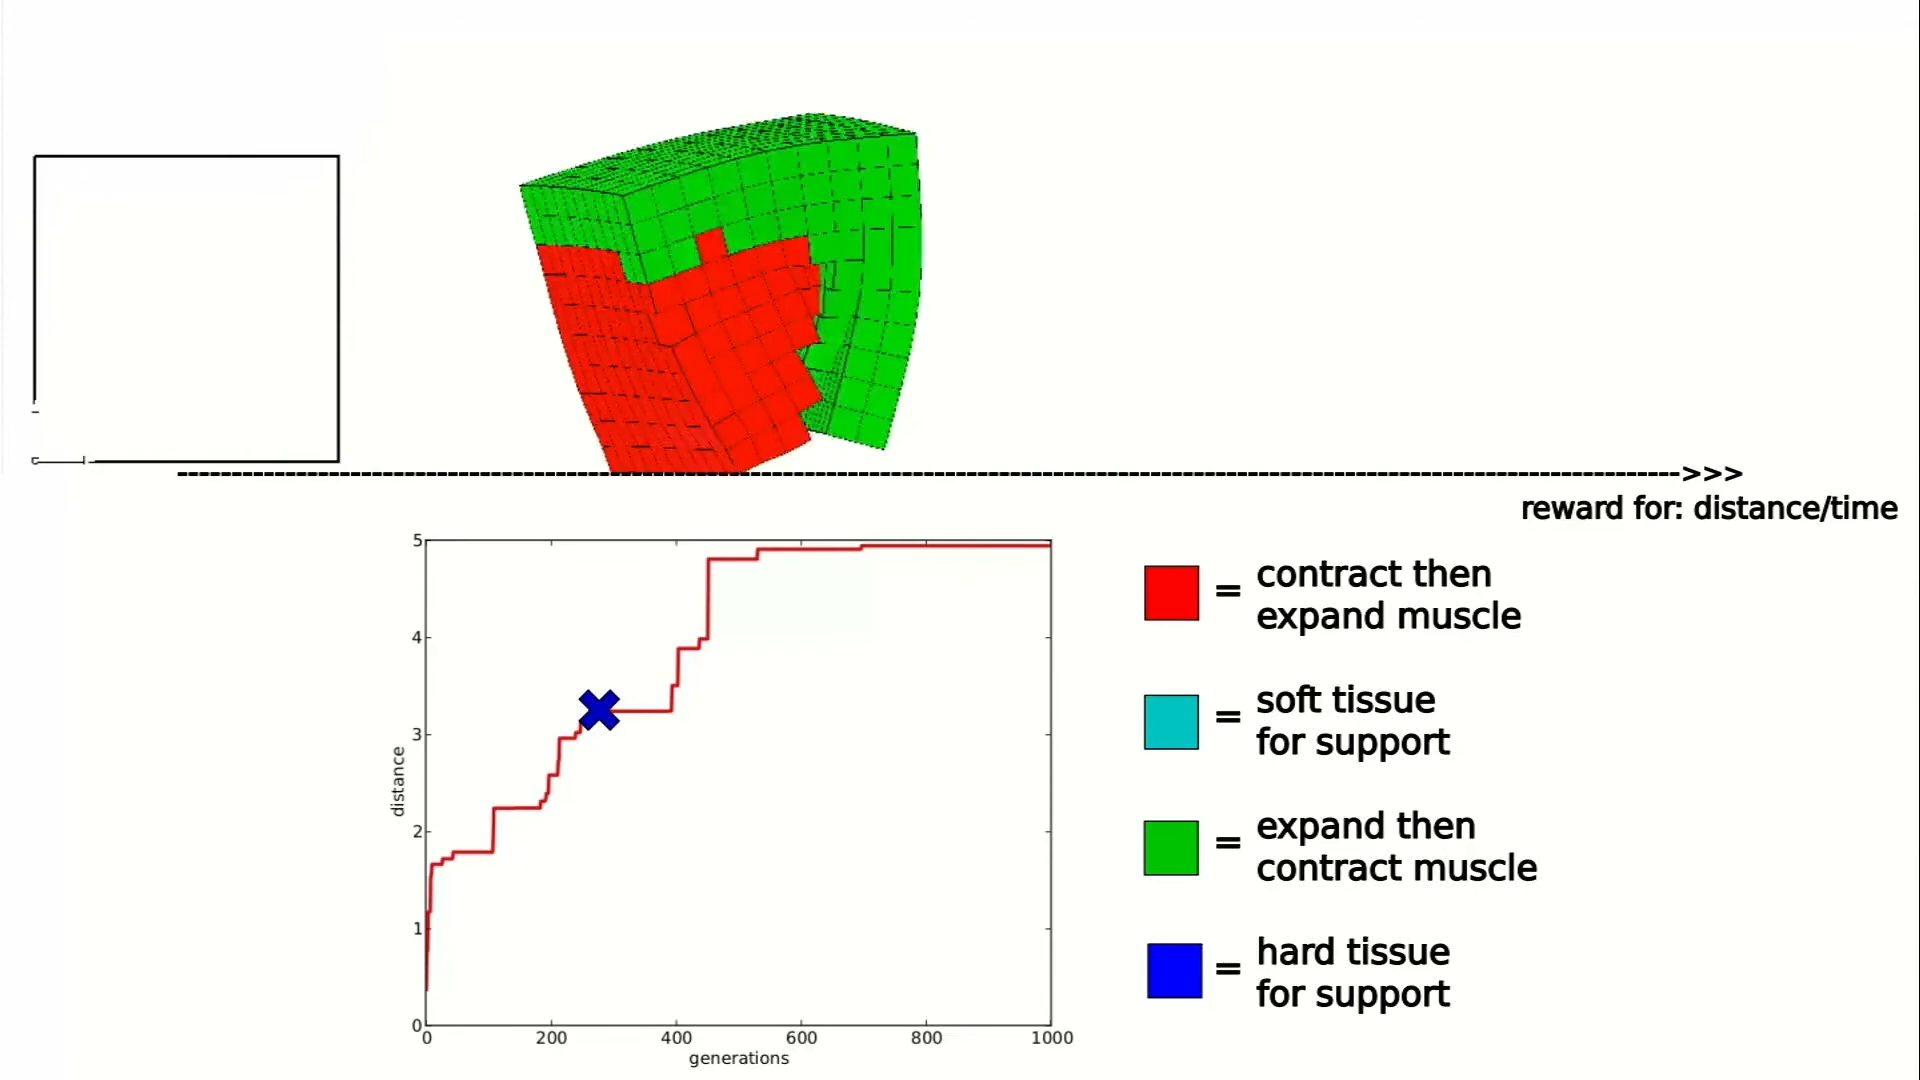 -------------------------------------------------------------------------------------------------------------->>>
reward for: distance/time
5
4
3
2
1
0
distance
0 200 400 600 800 1000
generations
= contract then
expand muscle
= soft tissue
for support
= expand then
contract muscle
= hard tissue
for support